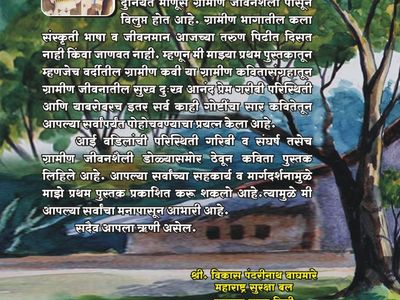 दुनियेत माणूस ग्रामीण जीवनशैली पासून
विलुप्त होत आहे. ग्रामीण भागातील कला
संस्कृती भाषा व जीवनमान आजच्या तरुण पिढीत दिसत
नाही किंवा जाणवत नाही. म्हणून मी माझ्या प्रथम पुस्तकातून
म्हणजेच वर्दीतील ग्रामीण कवी या ग्रामीण कवितासंग्रहातून
ग्रामीण जीवनातील सुख दुःख आनंद प्रेम गरीबी परिस्थिती
आणि याबरोबरच इतर सर्व काही गोष्टींचा सार कवितेतून
आपल्या सर्वांपर्यंत पोहोचवण्याचा प्रयत्न केला आहे.
आई वडिलांची परिस्थिती गरिबी व संघर्ष तसेच
ग्रामीण जीवनशैली डोळ्यासमोर ठेवून कविता पुस्तक
लिहिले आहे. आपल्या सर्वांच्या सहकार्य व मार्गदर्शनामुळे
माझे प्रथम पुस्तक प्रकाशित करू शकलो आहे.त्यामुळे मी
आपल्या सर्वांचा मनापासून आभारी आहे.
सदैव आपला ऋणी असेल.
श्री. विकास पंढरीनाथ वाघमारे
महाराष्ट्र सुरक्षा बल